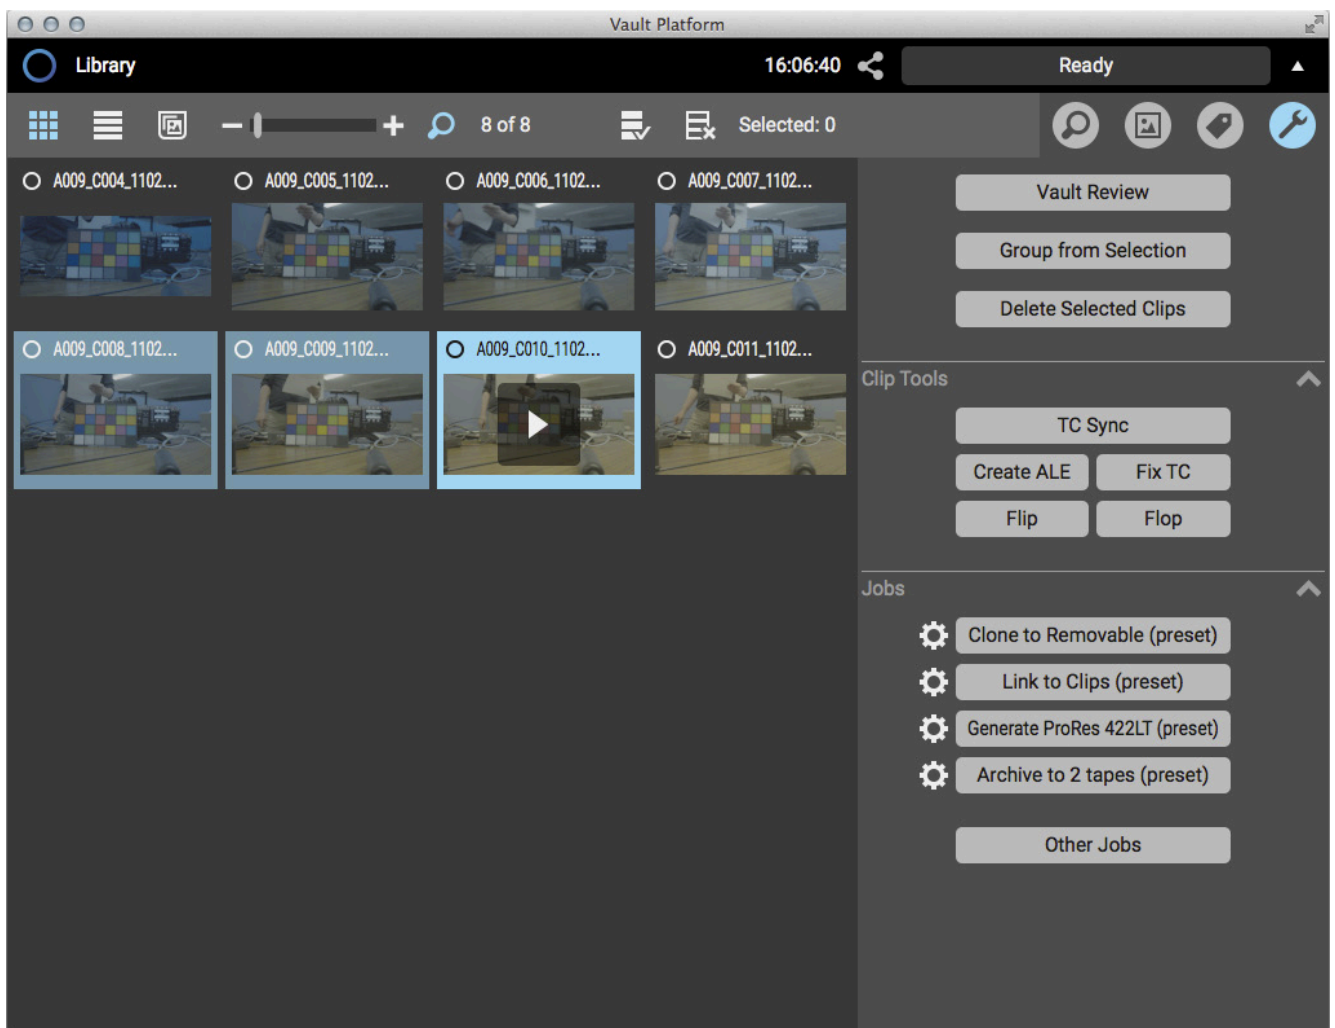 Vault Platform
Library
16:06:40
Ready
8 of 8
Selected: 0
A009_C004_1102...
A009_C005_1102...
A009_C006_1102...
A009_C007_1102...
A009_C008_1102...
A009_C009_1102...
A009_C010_1102...
A009_C011_1102...
Vault Review
Group from Selection
Delete Selected Clips
Clip Tools
TC Sync
Create ALE
Fix TC
Flip
Flop
Jobs
Clone to Removable (preset)
Link to Clips (preset)
Generate ProRes 422LT (preset)
Archive to 2 tapes (preset)
Other Jobs